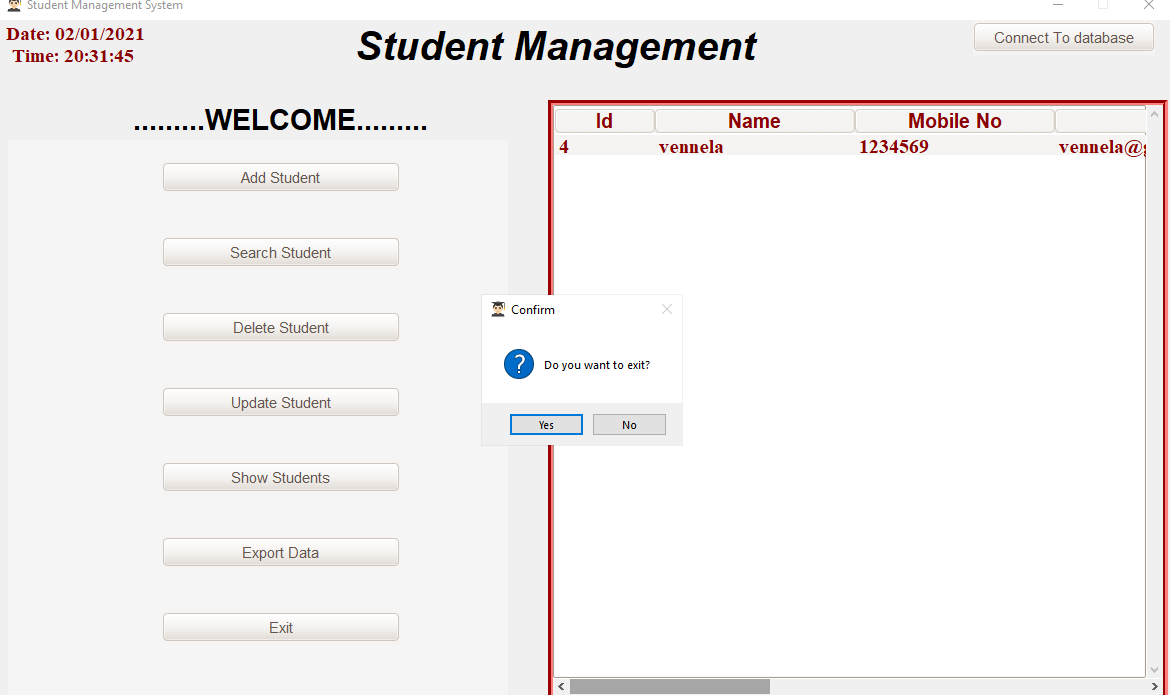 Student Management System
Date: 02/01/2021
Time: 20:31:45
Student Management
Connect To database
.........WELCOME.........
Add Student
Search Student
Delete Student
Update Student
Show Students
Export Data
Exit
Id Name Mobile No
4 vennela 1234569 vennela@
Confirm
Do you want to exit?
Yes No